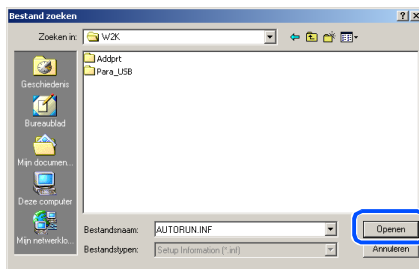 Bestand zoeken
Zoeken in: W2K
Addprt
Para_USB
Geschiedenis
Bureaublad
Mijn documen...
Deze computer
Mijn netwerklo...
Bestandsnaam: AUTORUN.INF Openen
Bestandstypen: Setup Information (*.inf) Annuleren